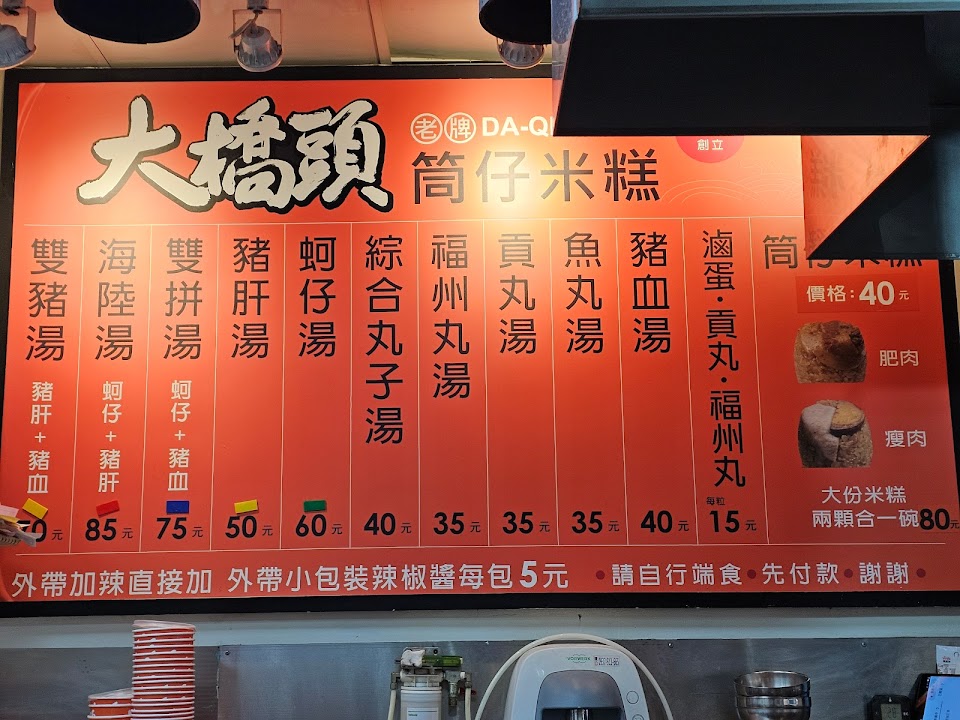 大橋頭
老牌 DA-Q
創立
筒仔米糕
筒仔米糕
價格：40元
肥肉
瘦肉
大份米糕
兩顆合一碗80元
滷蛋·貢丸·福州丸
每粒
15元
豬血湯
40元
魚丸湯
35元
貢丸湯
35元
福州丸湯
35元
綜合丸子湯
40元
蚵仔湯
60元
豬肝湯
50元
雙拼湯
蚵仔+豬血
75元
海陸湯
蚵仔+豬肝
85元
雙豬湯
豬肝+豬血
元
外帶加辣直接加 外帶小包裝辣椒醬每包5元 •請自行端食•先付款•謝謝•